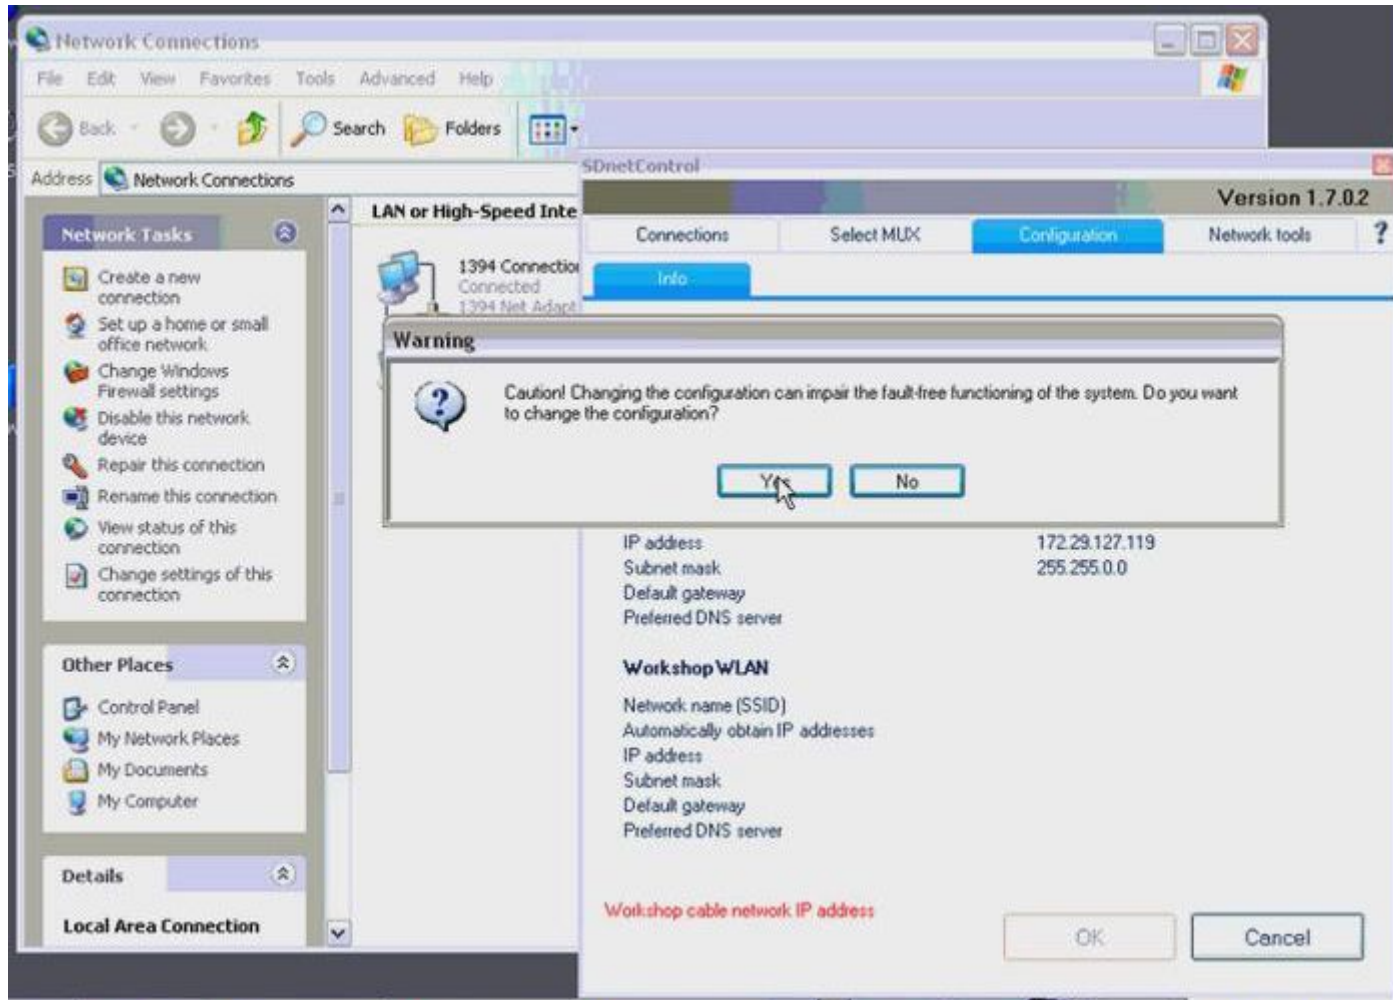 Network Connections
File Edit View Favorites Tools Advanced Help
Back Search Folders
Address Network Connections
Network Tasks
Create a new
connection
Set up a home or small
office network
Change Windows
Firewall settings
Disable this network
device
Repair this connection
Rename this connection
View status of this
connection
Change settings of this
connection
Other Places
Control Panel
My Network Places
My Documents
My Computer
Details
Local Area Connection
LAN or High-Speed Inte
1394 Connection
Connected
1394 Net Adapt
SDnetControl
Version 1.7.0.2
Connections Select MUX Configuration Network tools ?
Info
Warning
Caution! Changing the configuration can impair the fault-free functioning of the system. Do you want
to change the configuration?
Yes No
IP address 172.29.127.119
Subnet mask 255.255.0.0
Default gateway
Preferred DNS server
Workshop WLAN
Network name (SSID)
Automatically obtain IP addresses
IP address
Subnet mask
Default gateway
Preferred DNS server
Workshop cable network IP address
OK Cancel